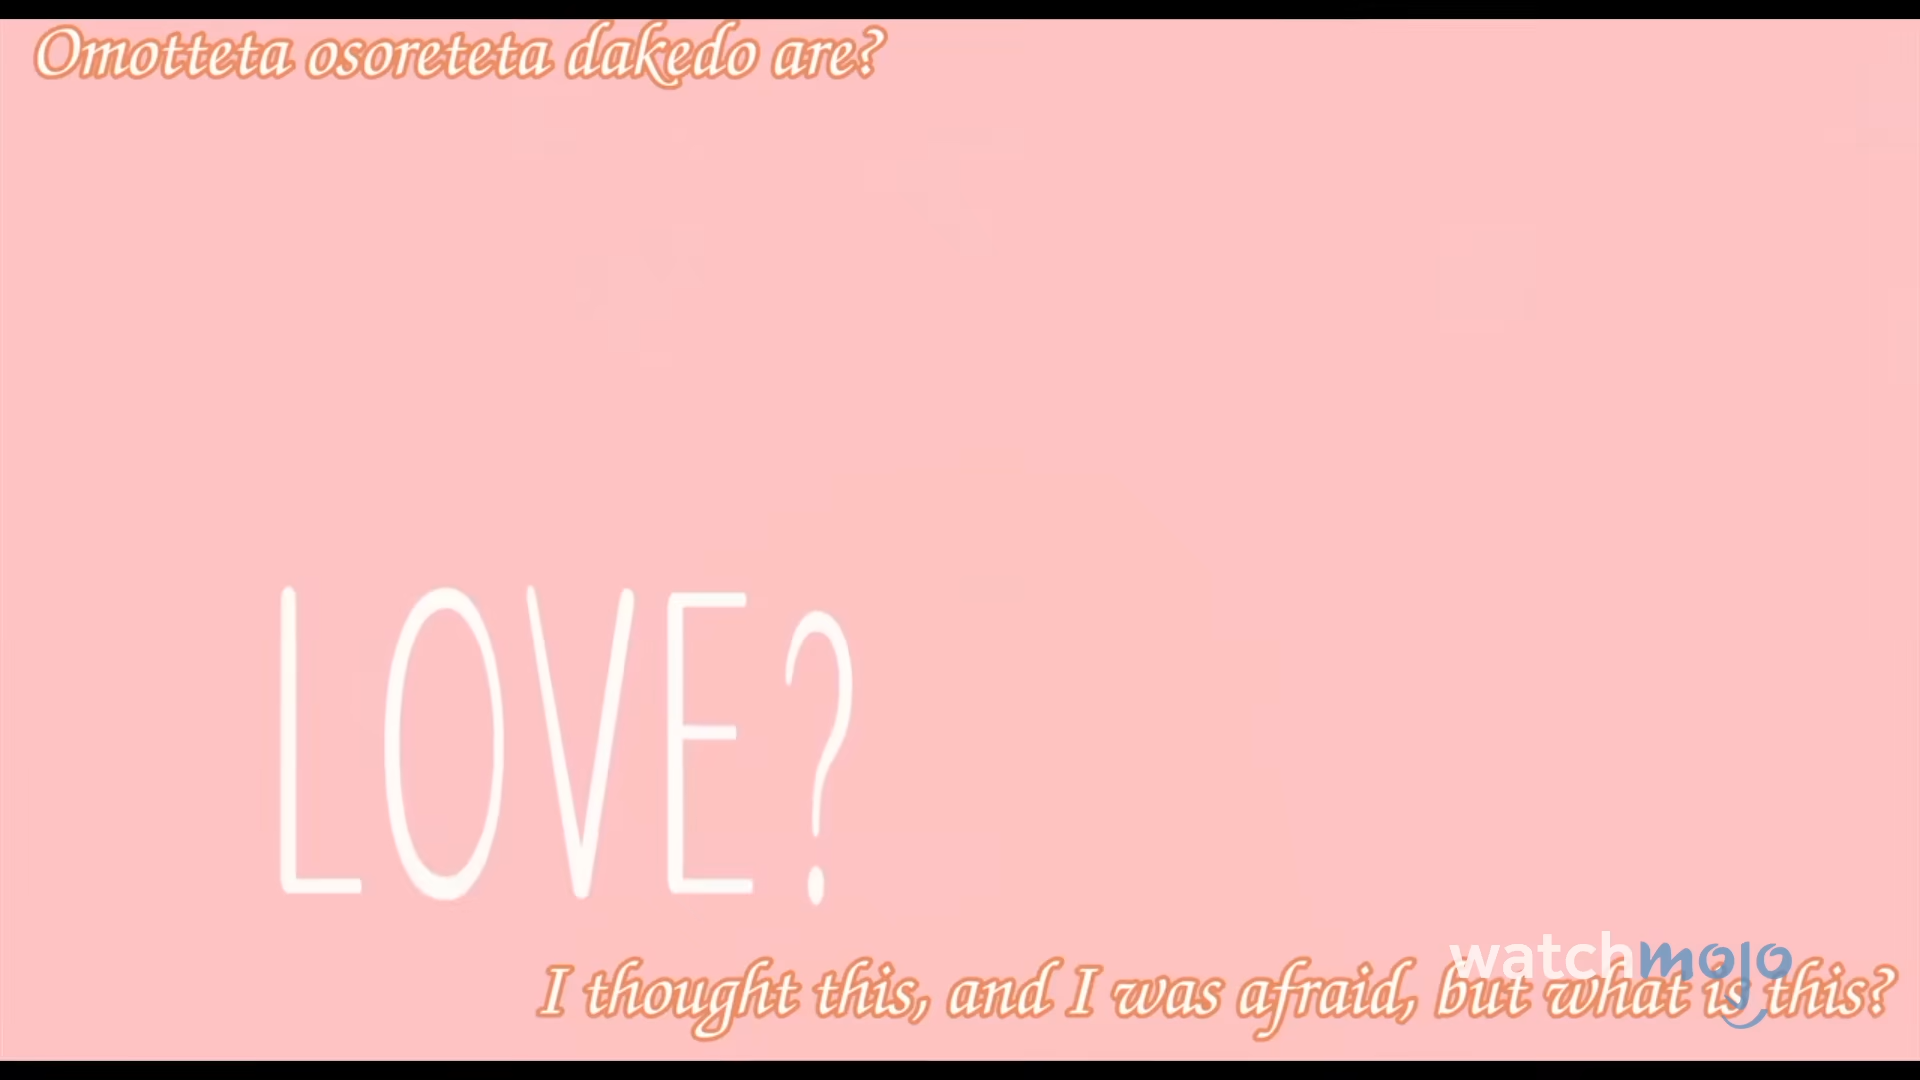 Omotteta osoreteta dakedo are?
LOVE?
watchmojo
I thought this, and I was afraid, but what is this?